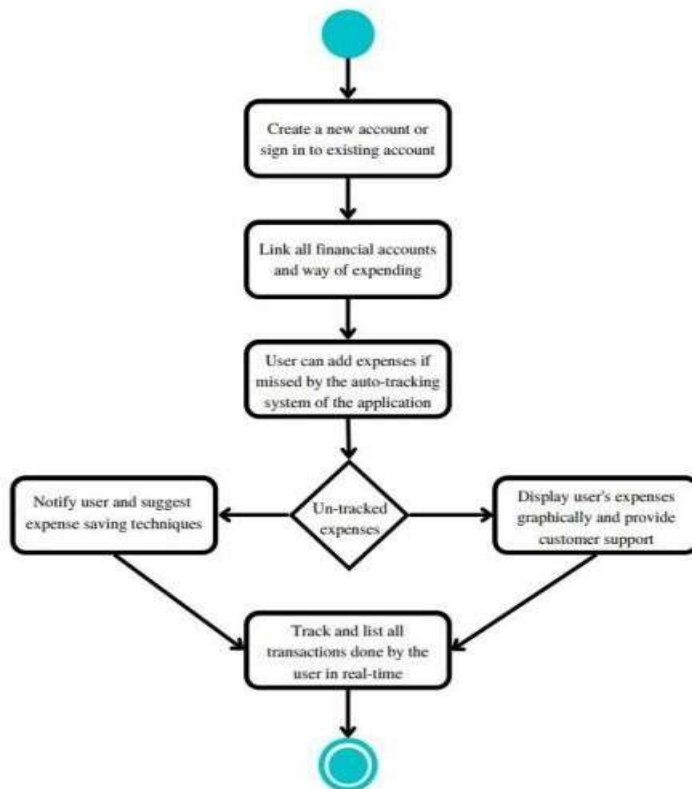 Create a new account or
sign in to existing account
Link all financial accounts
and way of expending
User can add expenses if
missed by the auto-tracking
system of the application
Notify user and suggest
expense saving techniques
Un-tracked
expenses
Display user's expenses
graphically and provide
customer support
Track and list all
transactions done by the
user in real-time